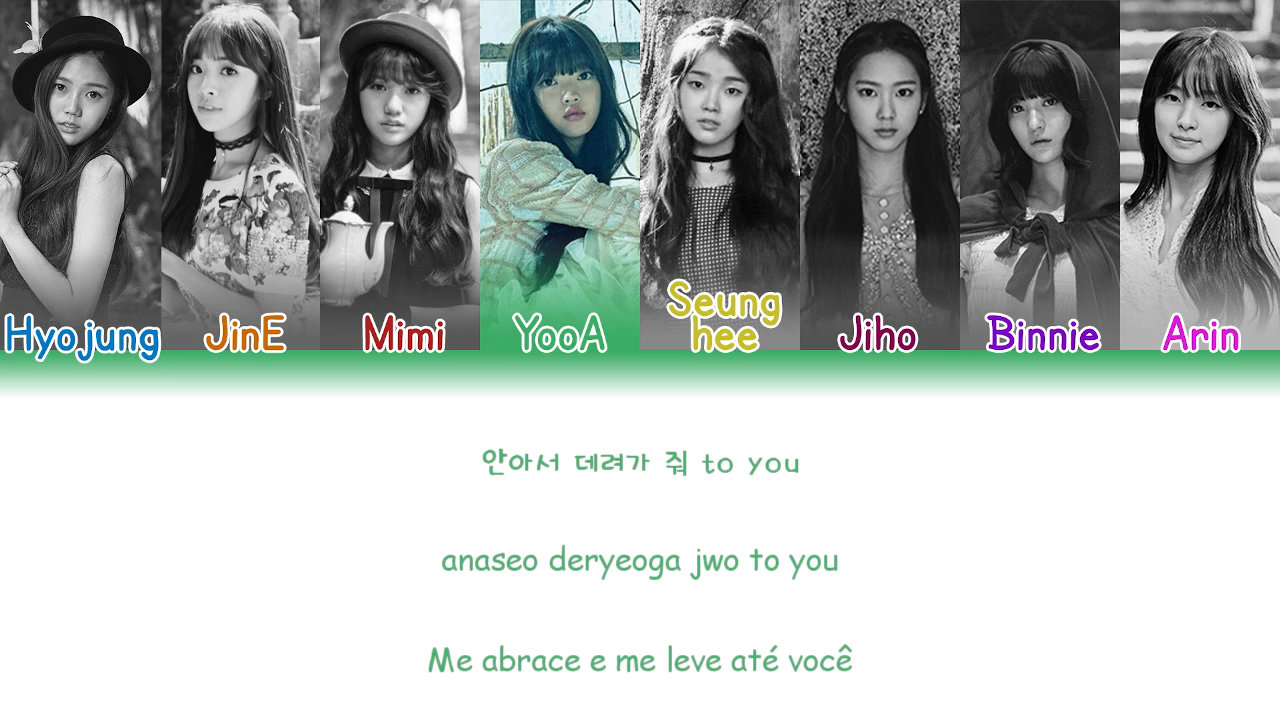 Hyojung
JinE
Mimi
YooA
Seung
hee
Jiho
Binnie
Arin
안아서 데려가 줘 to you
anaseo deryeoga jwo to you
Me abrace e me leve até você